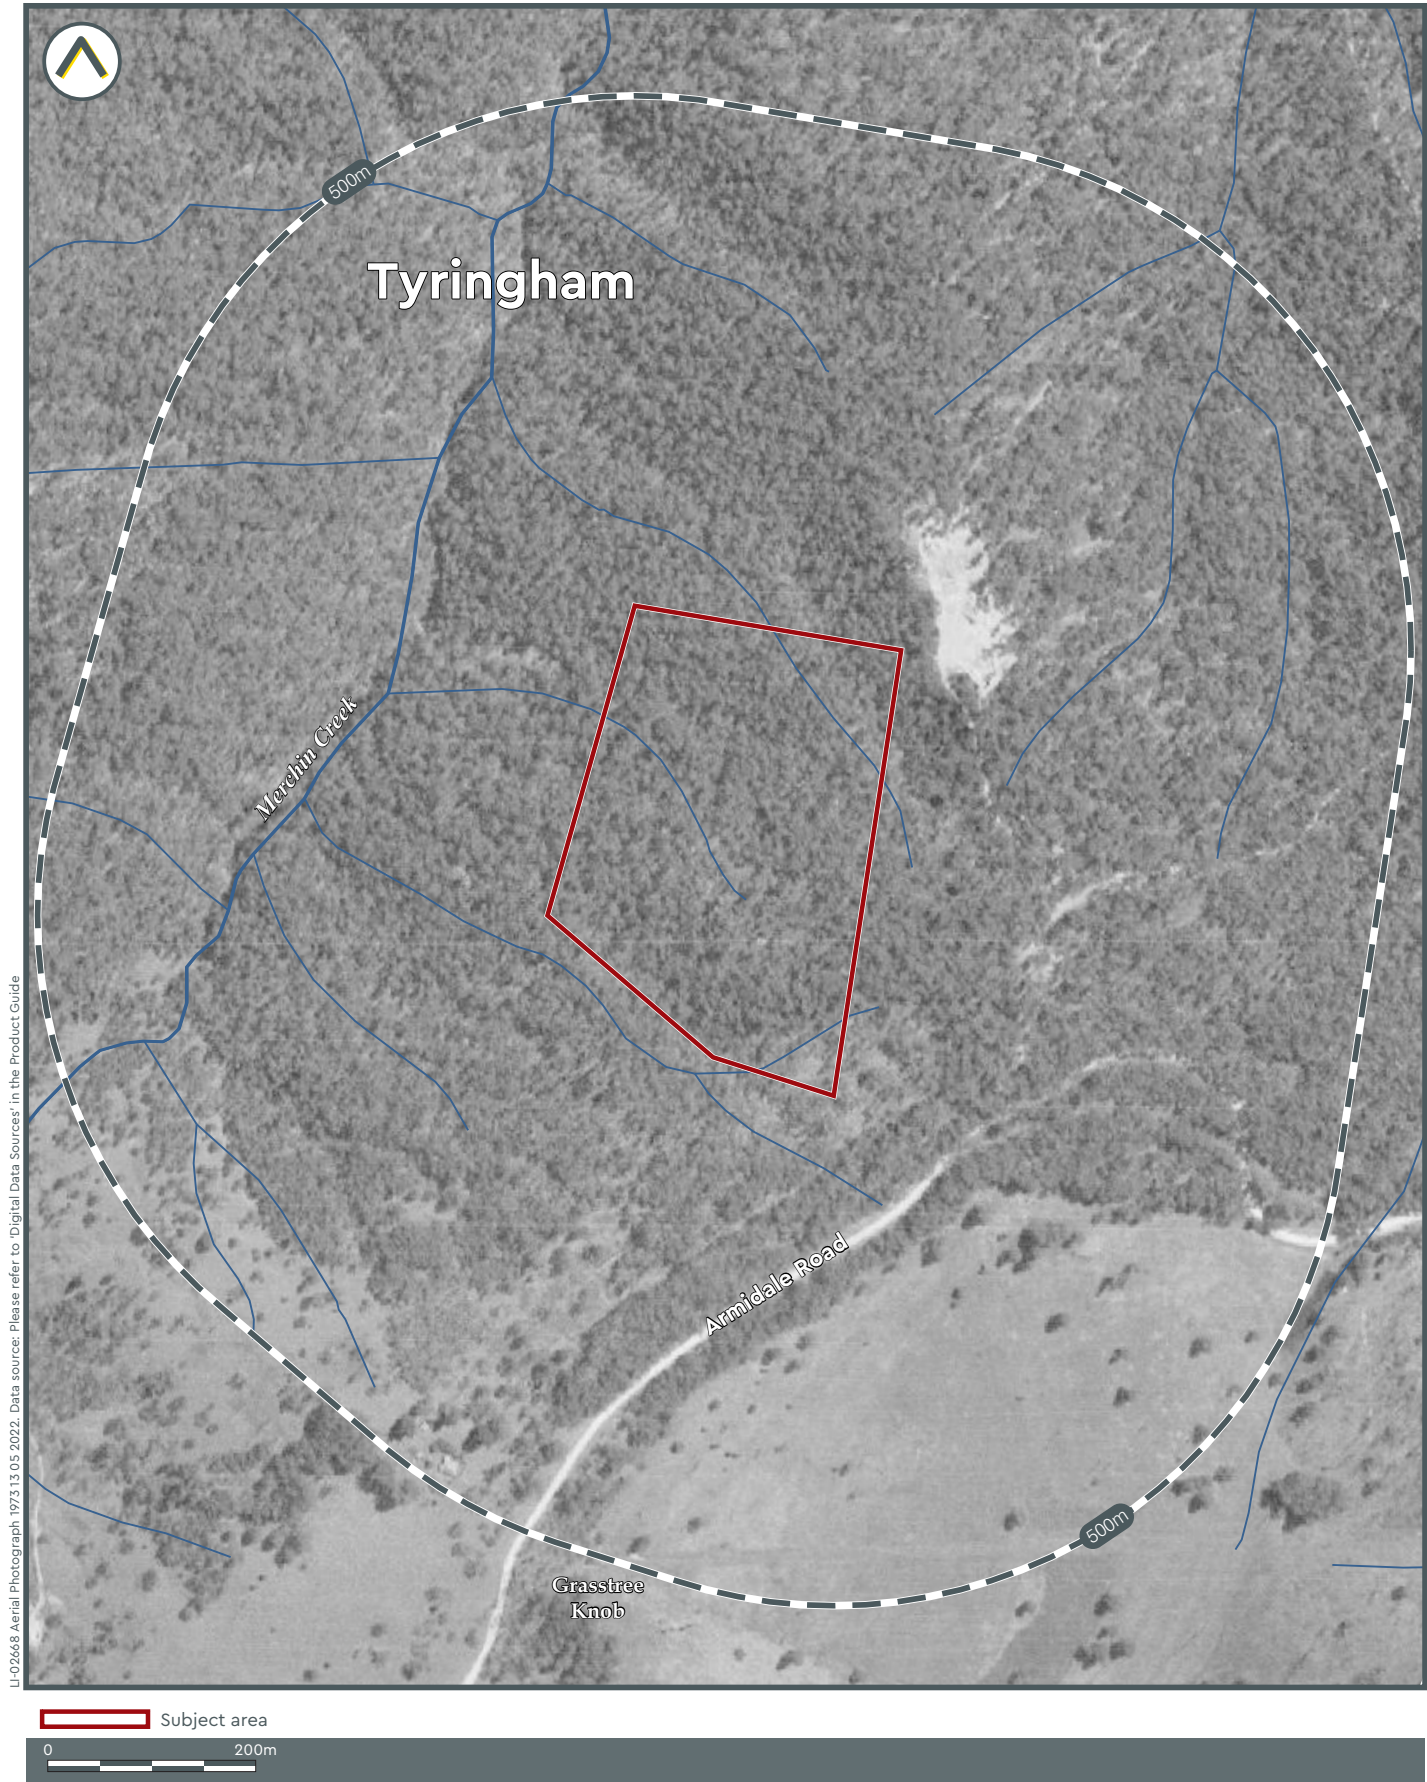 500m
Tyringham
Merchin Creek
Armidale Road
500m
Grasstree
Knob
LI-02668 Aerial Photograph 1973 13 05 2022. Data source: Please refer to 'Digital Data Sources' in the Product Guide
Subject area
0 200m